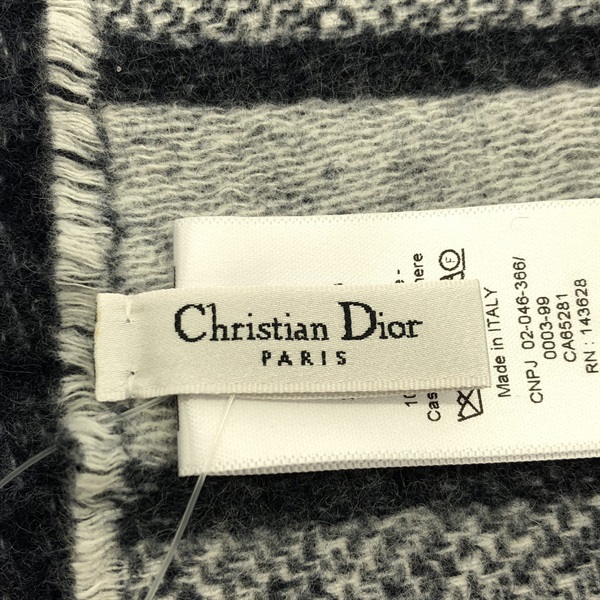 Christian Dior
PARIS
Made in ITALY
CNPJ 02-046-366/
0003-99
CA65281
RN : 143628